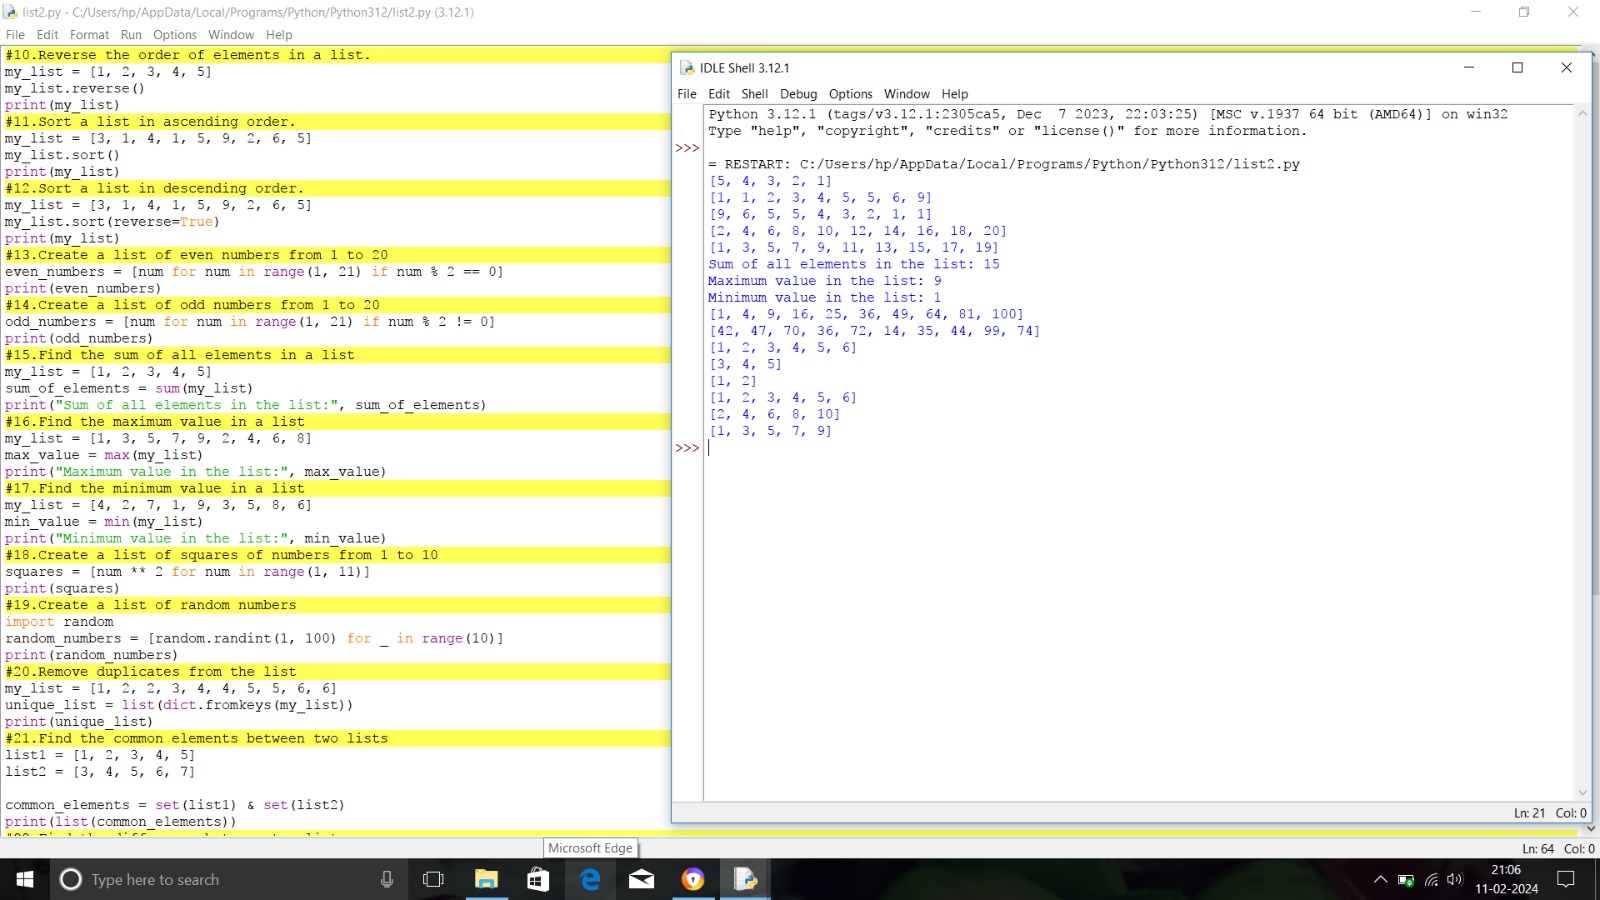 list2.py - C:/Users/hp/AppData/Local/Programs/Python/Python312/list2.py (3.12.1)
File Edit Format Run Options Window Help
#10.Reverse the order of elements in a list.
my_list = [1, 2, 3, 4, 5]
my_list.reverse()
print(my_list)
#11.Sort a list in ascending order.
my_list = [3, 1, 4, 1, 5, 9, 2, 6, 5]
my_list.sort()
print(my_list)
#12.Sort a list in descending order.
my_list = [3, 1, 4, 1, 5, 9, 2, 6, 5]
my_list.sort(reverse=True)
print(my_list)
#13.Create a list of even numbers from 1 to 20
even_numbers = [num for num in range(1, 21) if num % 2 == 0]
print(even_numbers)
#14.Create a list of odd numbers from 1 to 20
odd_numbers = [num for num in range(1, 21) if num % 2 != 0]
print(odd_numbers)
#15.Find the sum of all elements in a list
my_list = [1, 2, 3, 4, 5]
sum_of_elements = sum(my_list)
print("Sum of all elements in the list:", sum_of_elements)
#16.Find the maximum value in a list
my_list = [1, 3, 5, 7, 9, 2, 4, 6, 8]
max_value = max(my_list)
print("Maximum value in the list:", max_value)
#17.Find the minimum value in a list
my_list = [4, 2, 7, 1, 9, 3, 5, 8, 6]
min_value = min(my_list)
print("Minimum value in the list:", min_value)
#18.Create a list of squares of numbers from 1 to 10
squares = [num ** 2 for num in range(1, 11)]
print(squares)
#19.Create a list of random numbers
import random
random_numbers = [random.randint(1, 100) for _ in range(10)]
print(random_numbers)
#20.Remove duplicates from the list
my_list = [1, 2, 2, 3, 4, 4, 5, 5, 6, 6]
unique_list = list(dict.fromkeys(my_list))
print(unique_list)
#21.Find the common elements between two lists
list1 = [1, 2, 3, 4, 5]
list2 = [3, 4, 5, 6, 7]
common_elements = set(list1) & set(list2)
print(list(common_elements))
IDLE Shell 3.12.1
File Edit Shell Debug Options Window Help
Python 3.12.1 (tags/v3.12.1:2305ca5, Dec  7 2023, 22:03:25) [MSC v.1937 64 bit (AMD64)] on win32
Type "help", "copyright", "credits" or "license()" for more information.
>>>
= RESTART: C:/Users/hp/AppData/Local/Programs/Python/Python312/list2.py
[5, 4, 3, 2, 1]
[1, 1, 2, 3, 4, 5, 5, 6, 9]
[9, 6, 5, 5, 4, 3, 2, 1, 1]
[2, 4, 6, 8, 10, 12, 14, 16, 18, 20]
[1, 3, 5, 7, 9, 11, 13, 15, 17, 19]
Sum of all elements in the list: 15
Maximum value in the list: 9
Minimum value in the list: 1
[1, 4, 9, 16, 25, 36, 49, 64, 81, 100]
[42, 47, 70, 36, 72, 14, 35, 44, 99, 74]
[1, 2, 3, 4, 5, 6]
[3, 4, 5]
[1, 2]
[1, 2, 3, 4, 5, 6]
[2, 4, 6, 8, 10]
[1, 3, 5, 7, 9]
>>>
Ln: 21 Col: 0
Microsoft Edge
Ln: 64 Col: 0
Type here to search
21:06
11-02-2024